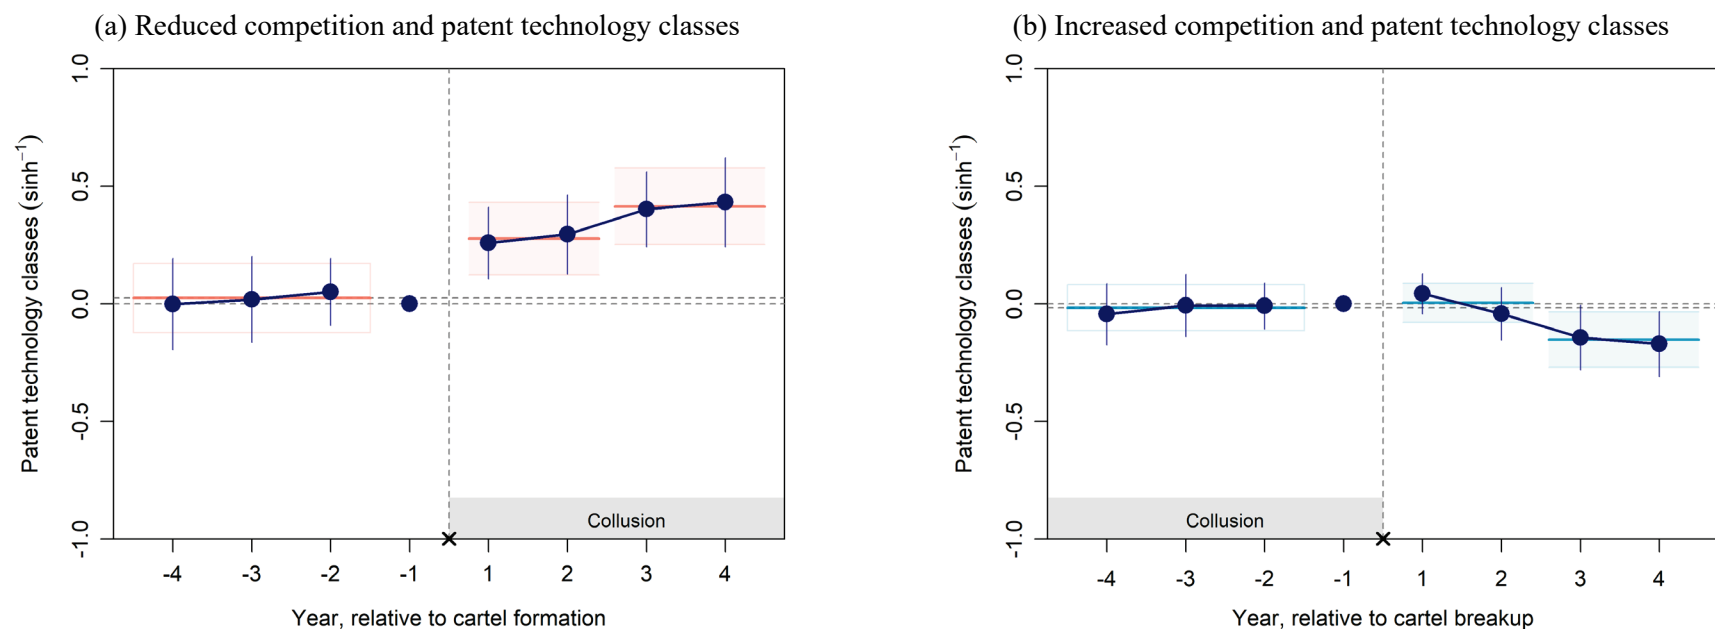 (a) Reduced competition and patent technology classes
Patent technology classes (sinh⁻¹)
1.0
0.5
0.0
-0.5
-1.0
Collusion
-4 -3 -2 -1 1 2 3 4
Year, relative to cartel formation
(b) Increased competition and patent technology classes
Patent technology classes (sinh⁻¹)
1.0
0.5
0.0
-0.5
-1.0
Collusion
-4 -3 -2 -1 1 2 3 4
Year, relative to cartel breakup